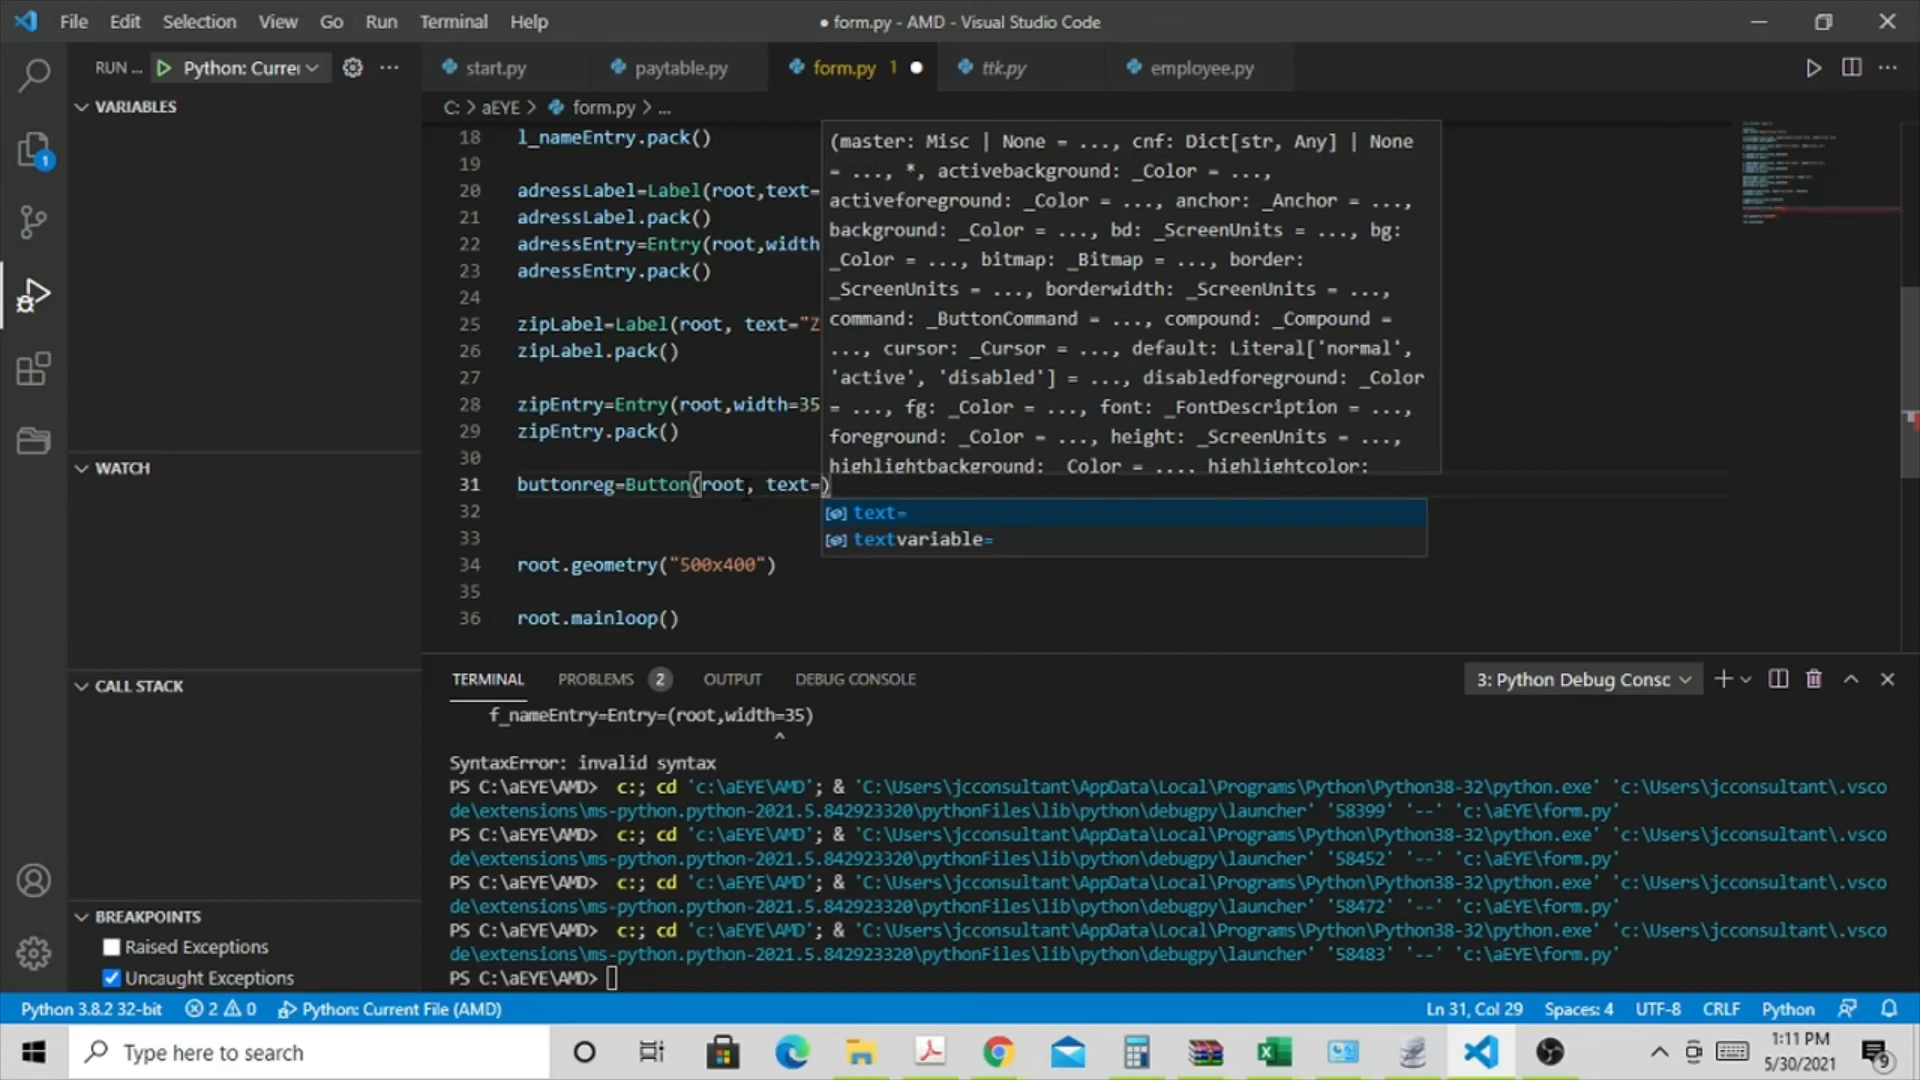 File Edit Selection View Go Run Terminal Help
● form.py - AMD - Visual Studio Code
RUN ... Python: Currei
start.py
paytable.py
form.py 1
ttk.py
employee.py
VARIABLES
C: > aEYE > form.py > ...
18 l_nameEntry.pack()
19
20 adressLabel=Label(root,text=
21 adressLabel.pack()
22 adressEntry=Entry(root,width
23 adressEntry.pack()
24
25 zipLabel=Label(root, text="Z
26 zipLabel.pack()
27
28 zipEntry=Entry(root,width=35
29 zipEntry.pack()
30
31 buttonreg=Button(root, text=)
32
33
34 root.geometry("500x400")
35
36 root.mainloop()
(master: Misc | None = ..., cnf: Dict[str, Any] | None
= ..., *, activebackground: _Color = ...,
activeforeground: _Color = ..., anchor: _Anchor = ...,
background: _Color = ..., bd: _ScreenUnits = ..., bg:
_Color = ..., bitmap: _Bitmap = ..., border:
_ScreenUnits = ..., borderwidth: _ScreenUnits = ...,
command: _ButtonCommand = ..., compound: _Compound =
..., cursor: _Cursor = ..., default: Literal['normal',
'active', 'disabled'] = ..., disabledforeground: _Color
= ..., fg: _Color = ..., font: _FontDescription = ...,
foreground: _Color = ..., height: _ScreenUnits = ...,
highlightbackground: _Color = ..., highlightcolor:
text=
textvariable=
WATCH
CALL STACK
BREAKPOINTS
Raised Exceptions
Uncaught Exceptions
TERMINAL PROBLEMS 2 OUTPUT DEBUG CONSOLE
3: Python Debug Consc
f_nameEntry=Entry=(root,width=35)
^
SyntaxError: invalid syntax
PS C:\aEYE\AMD> c:; cd 'c:\aEYE\AMD'; & 'C:\Users\jcconsultant\AppData\Local\Programs\Python\Python38-32\python.exe' 'c:\Users\jcconsultant\.vsco
de\extensions\ms-python.python-2021.5.842923320\pythonFiles\lib\python\debugpy\launcher' '58399' '--' 'c:\aEYE\form.py'
PS C:\aEYE\AMD> c:; cd 'c:\aEYE\AMD'; & 'C:\Users\jcconsultant\AppData\Local\Programs\Python\Python38-32\python.exe' 'c:\Users\jcconsultant\.vsco
de\extensions\ms-python.python-2021.5.842923320\pythonFiles\lib\python\debugpy\launcher' '58452' '--' 'c:\aEYE\form.py'
PS C:\aEYE\AMD> c:; cd 'c:\aEYE\AMD'; & 'C:\Users\jcconsultant\AppData\Local\Programs\Python\Python38-32\python.exe' 'c:\Users\jcconsultant\.vsco
de\extensions\ms-python.python-2021.5.842923320\pythonFiles\lib\python\debugpy\launcher' '58472' '--' 'c:\aEYE\form.py'
PS C:\aEYE\AMD> c:; cd 'c:\aEYE\AMD'; & 'C:\Users\jcconsultant\AppData\Local\Programs\Python\Python38-32\python.exe' 'c:\Users\jcconsultant\.vsco
de\extensions\ms-python.python-2021.5.842923320\pythonFiles\lib\python\debugpy\launcher' '58483' '--' 'c:\aEYE\form.py'
PS C:\aEYE\AMD>
Python 3.8.2 32-bit 2 0 Python: Current File (AMD)
Ln 31, Col 29 Spaces: 4 UTF-8 CRLF Python
Type here to search
1:11 PM
5/30/2021
9
1